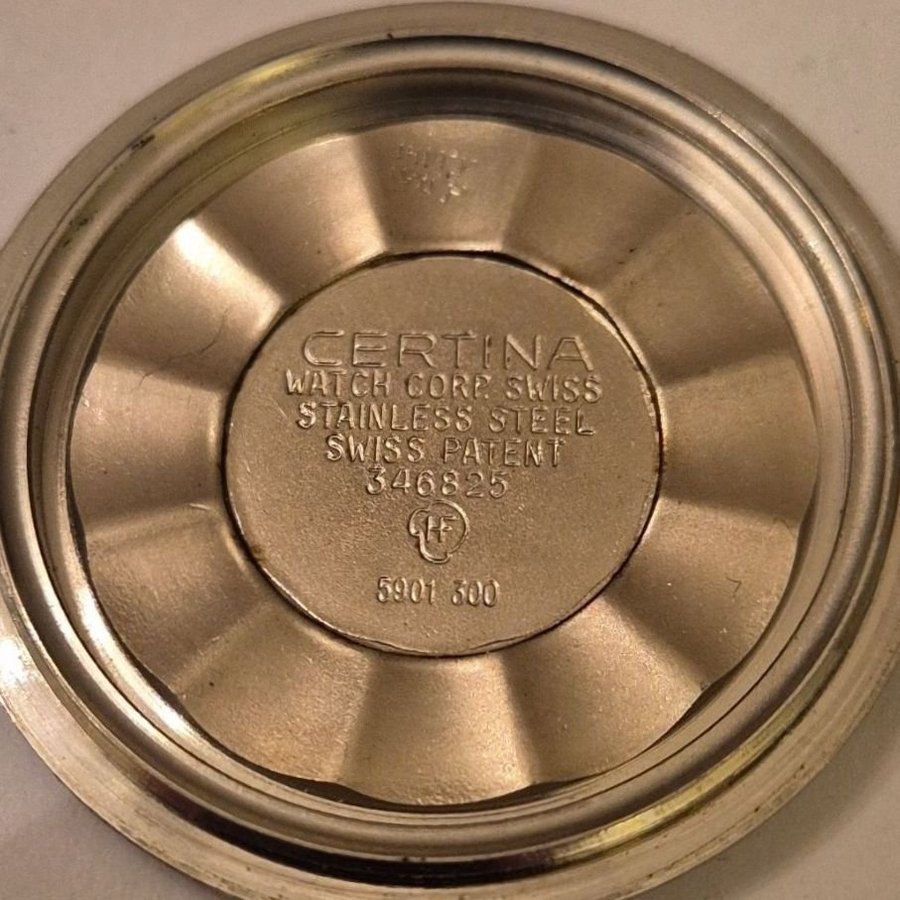 CERTINA
WATCH CORP. SWISS
STAINLESS STEEL
SWISS PATENT
346825
HF
5901 300